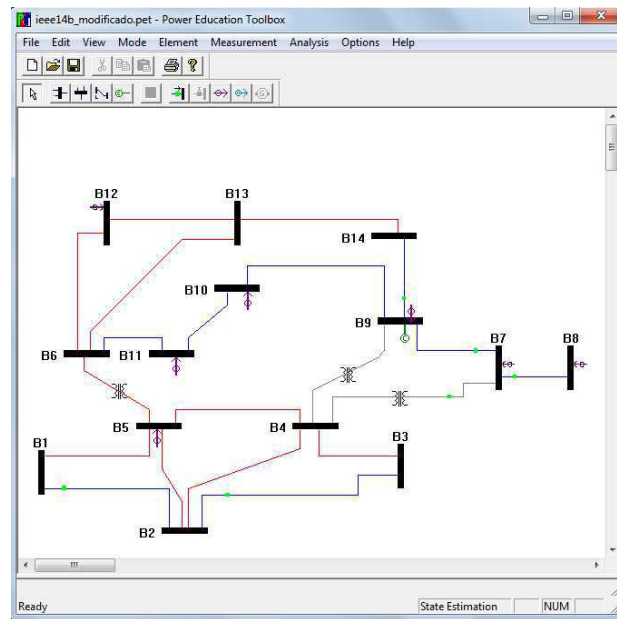 ieee14b_modificado.pet - Power Education Toolbox
File Edit View Mode Element Measurement Analysis Options Help
B12
B13
B14
B10
B9
B7
B8
B6
B11
B5
B4
B3
B1
B2
Ready
State Estimation
NUM